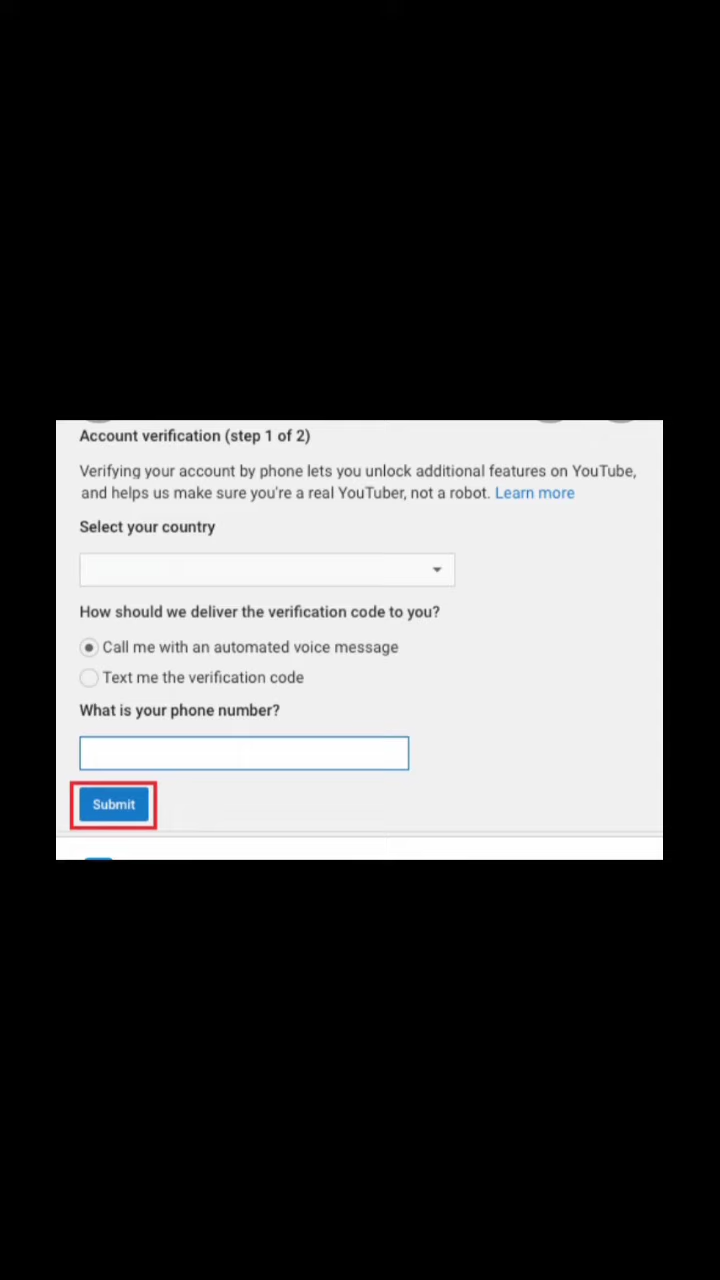 Account verification (step 1 of 2)
Verifying your account by phone lets you unlock additional features on YouTube,
and helps us make sure you're a real YouTuber, not a robot. Learn more
Select your country
How should we deliver the verification code to you?
Call me with an automated voice message
Text me the verification code
What is your phone number?
Submit